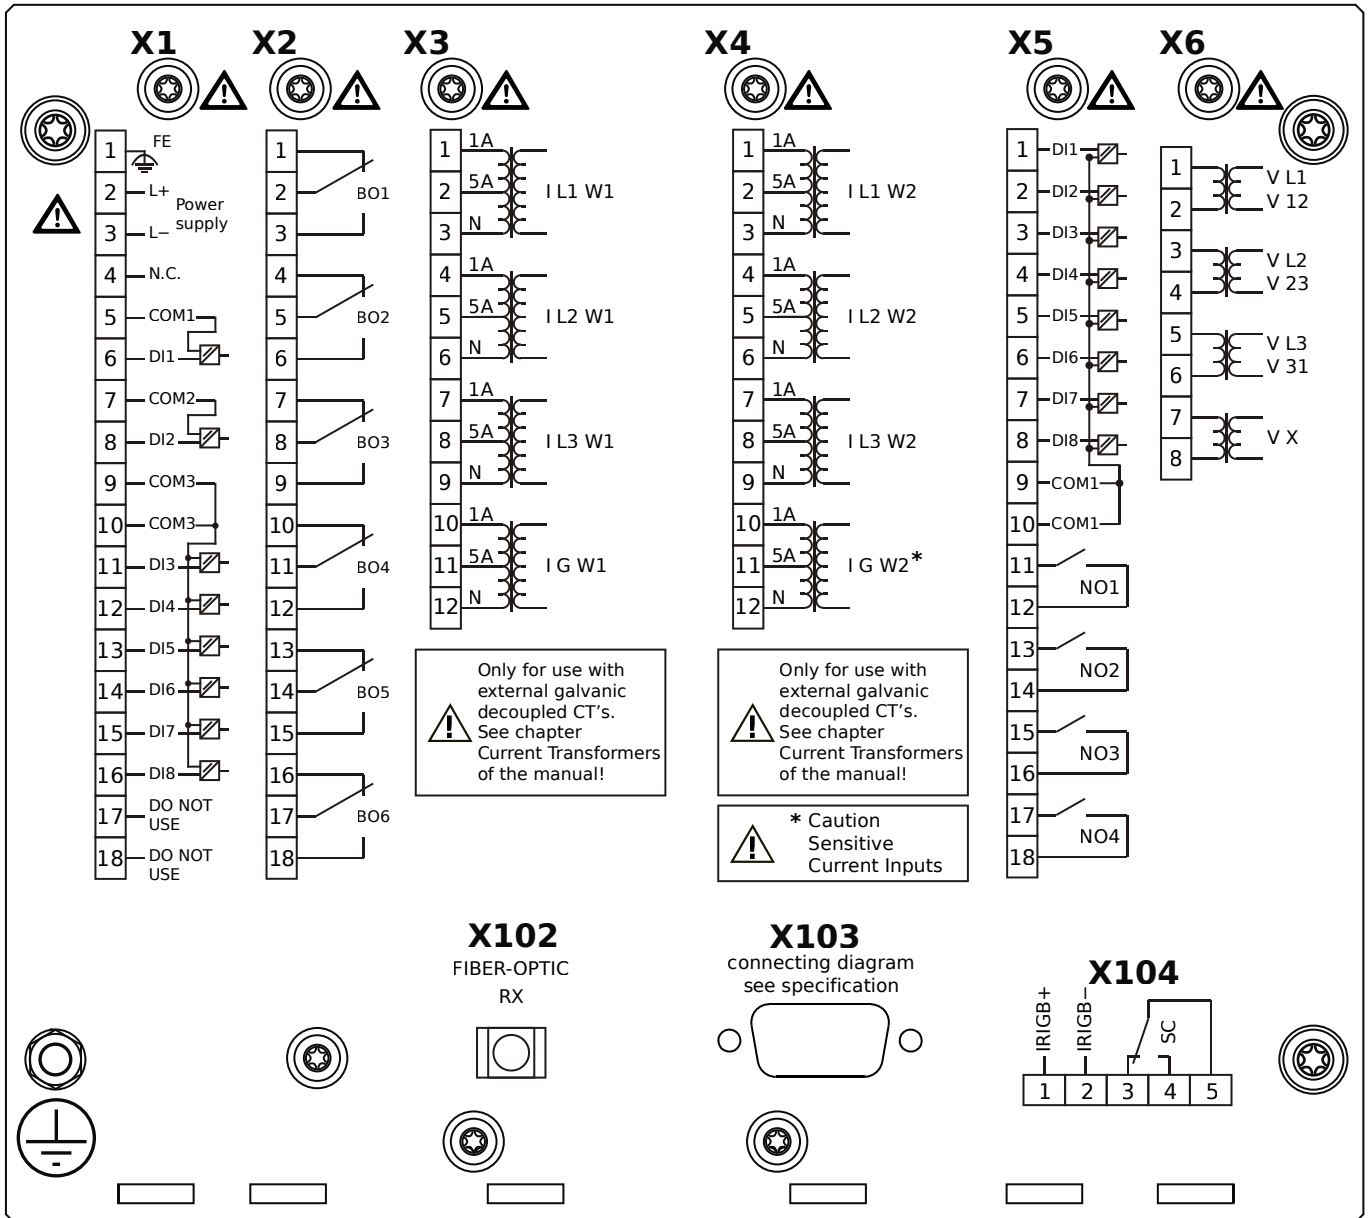 X1
X2
X3
X4
X5
X6
1 FE
2 L+
Power
supply
3 L−
4 N.C.
5 COM1
6 DI1
7 COM2
8 DI2
9 COM3
10 COM3
11 DI3
12 DI4
13 DI5
14 DI6
15 DI7
16 DI8
17 DO NOT
USE
18 DO NOT
USE
1
2 BO1
3
4
5 BO2
6
7
8 BO3
9
10
11 BO4
12
13
14 BO5
15
16
17 BO6
18
1 1A
2 5A I L1 W1
3 N
4 1A
5 5A I L2 W1
6 N
7 1A
8 5A I L3 W1
9 N
10 1A
11 5A I G W1
12 N
Only for use with
external galvanic
decoupled CT's.
See chapter
Current Transformers
of the manual!
1 1A
2 5A I L1 W2
3 N
4 1A
5 5A I L2 W2
6 N
7 1A
8 5A I L3 W2
9 N
10 1A
11 5A I G W2*
12 N
Only for use with
external galvanic
decoupled CT's.
See chapter
Current Transformers
of the manual!
* Caution
Sensitive
Current Inputs
1 DI1
2 DI2
3 DI3
4 DI4
5 DI5
6 DI6
7 DI7
8 DI8
9 COM1
10 COM1
11
NO1
12
13
NO2
14
15
NO3
16
17
NO4
18
1 V L1
2 V 12
3 V L2
4 V 23
5 V L3
6 V 31
7
V X
8
X102
FIBER-OPTIC
RX
X103
connecting diagram
see specification
X104
IRIGB+
IRIGB−
SC
1 2 3 4 5